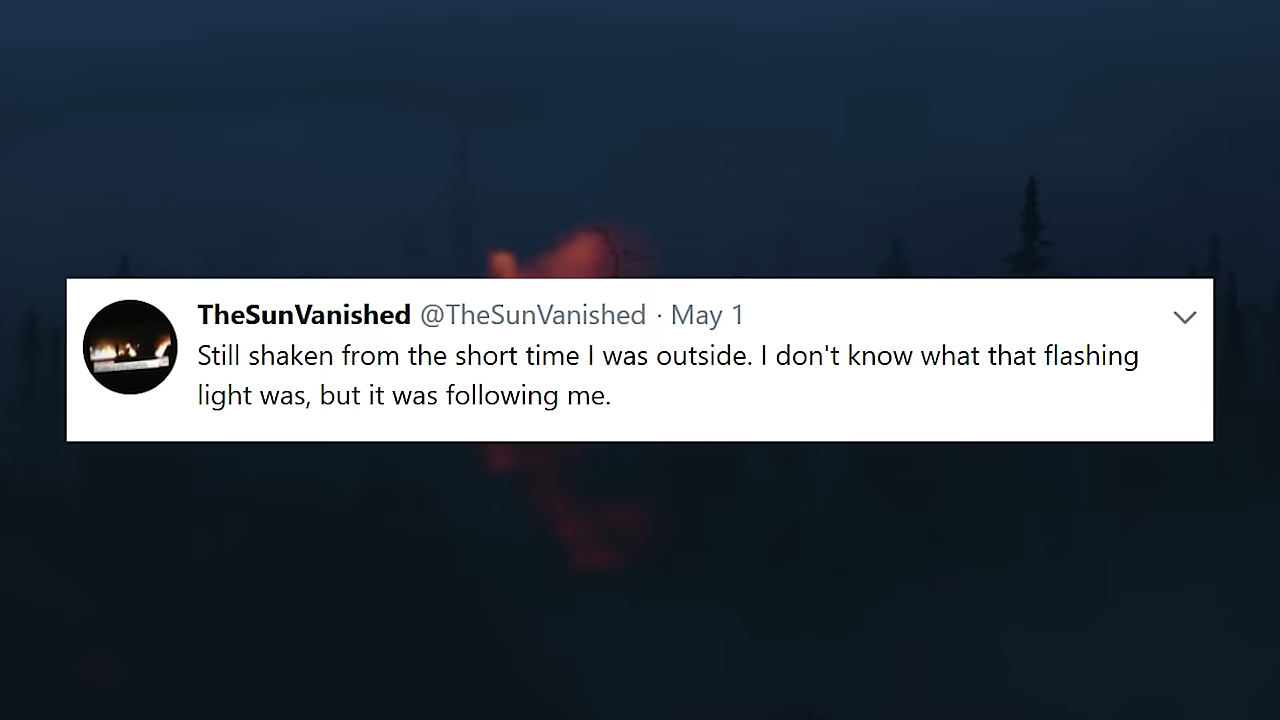 TheSunVanished @TheSunVanished · May 1
Still shaken from the short time I was outside. I don't know what that flashing
light was, but it was following me.